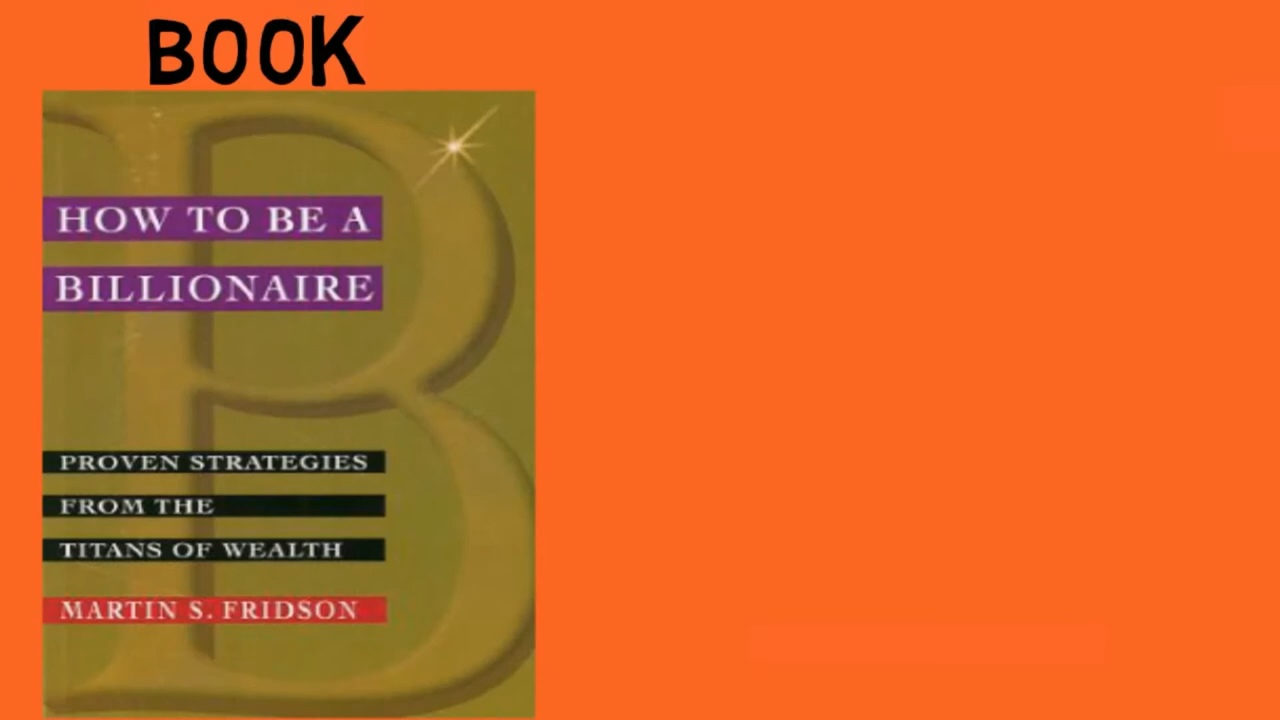 BOOK
HOW TO BE A
BILLIONAIRE
PROVEN STRATEGIES
FROM THE
TITANS OF WEALTH
MARTIN S. FRIDSON